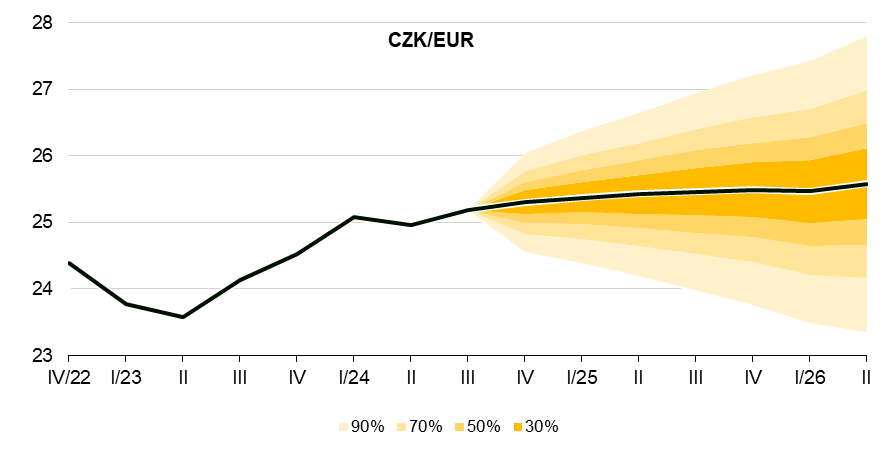 CZK/EUR
28
27
26
25
24
23
IV/22 I/23 II III IV I/24 II III IV I/25 II III IV I/26 II
90% 70% 50% 30%